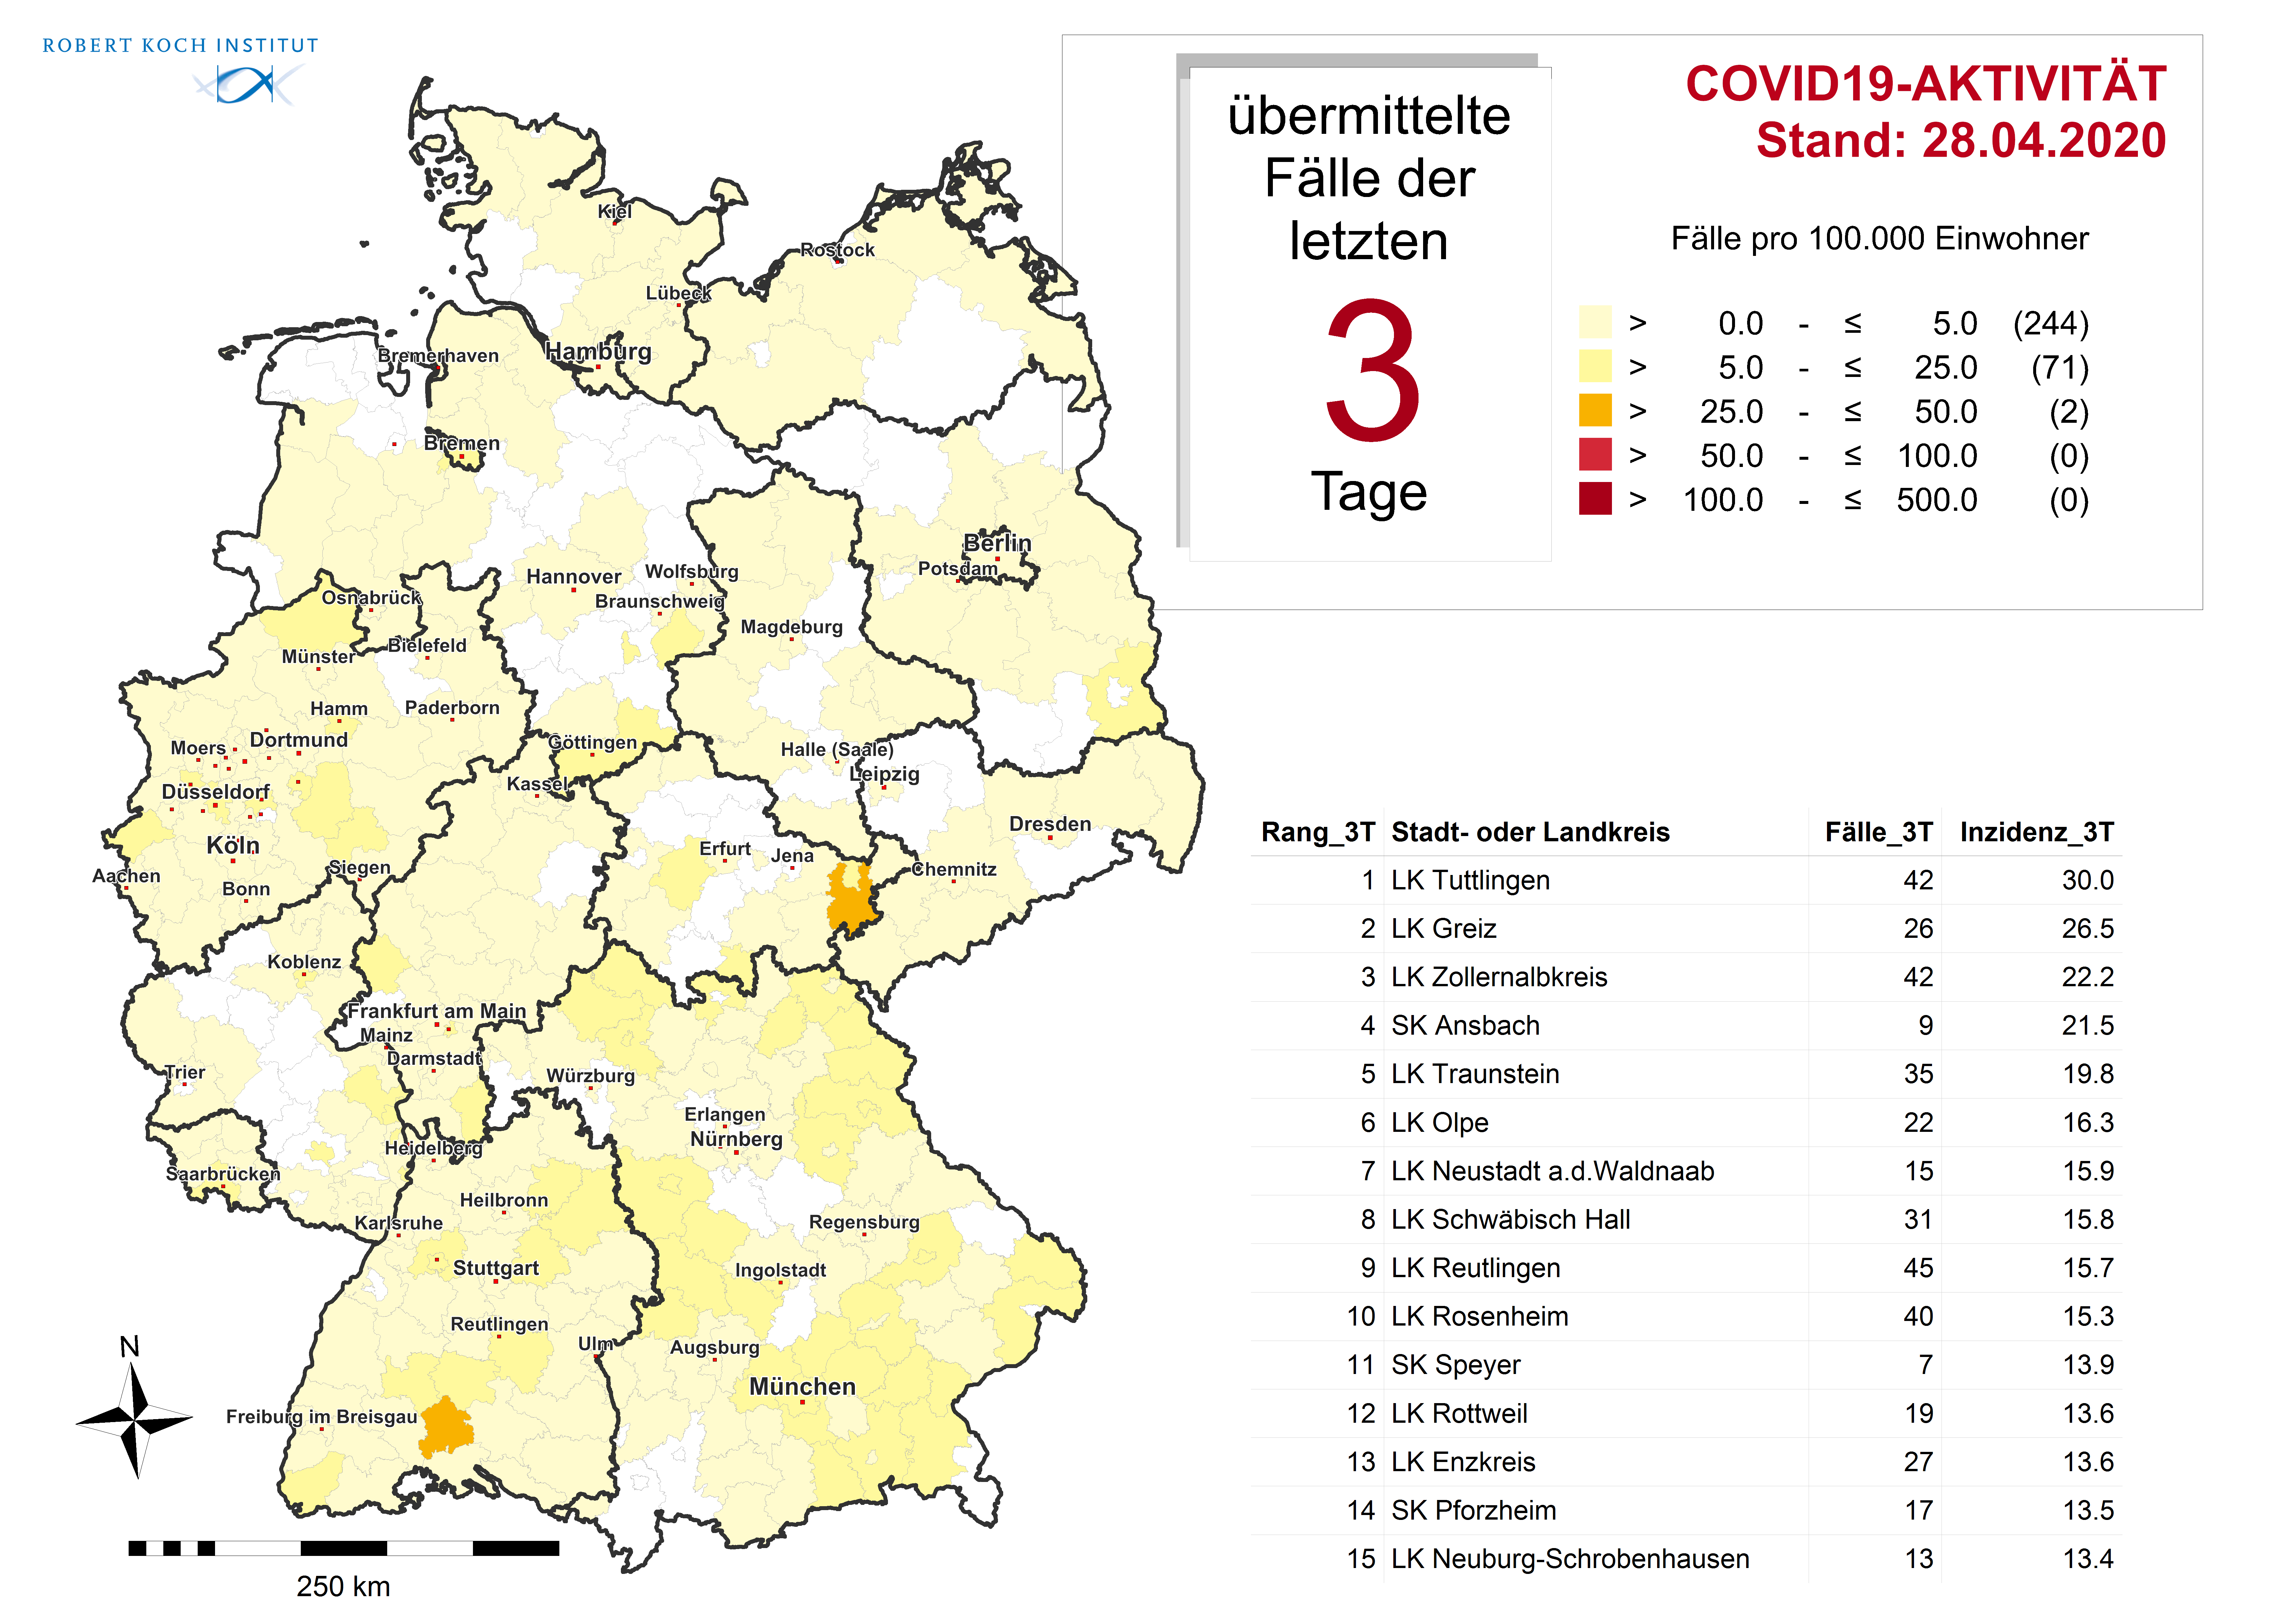 ROBERT KOCH INSTITUT
übermittelte
Fälle der
letzten
3
Tage
COVID19-AKTIVITÄT
Stand: 28.04.2020
Fälle pro 100.000 Einwohner
> 0.0 - ≤ 5.0 (244)
> 5.0 - ≤ 25.0 (71)
> 25.0 - ≤ 50.0 (2)
> 50.0 - ≤ 100.0 (0)
> 100.0 - ≤ 500.0 (0)
Kiel
Rostock
Lübeck
Hamburg
Bremerhaven
Bremen
Berlin
Potsdam
Wolfsburg
Hannover
Braunschweig
Osnabrück
Magdeburg
Bielefeld
Münster
Hamm
Paderborn
Dortmund
Moers
Göttingen
Halle (Saale)
Leipzig
Kassel
Düsseldorf
Dresden
Köln
Erfurt
Jena
Siegen
Chemnitz
Aachen
Bonn
Koblenz
Frankfurt am Main
Mainz
Darmstadt
Trier
Würzburg
Erlangen
Nürnberg
Heidelberg
Saarbrücken
Heilbronn
Karlsruhe
Regensburg
Stuttgart
Ingolstadt
Reutlingen
Ulm
Augsburg
München
Freiburg im Breisgau
N
250 km
Rang_3T Stadt- oder Landkreis Fälle_3T Inzidenz_3T
1 LK Tuttlingen 42 30.0
2 LK Greiz 26 26.5
3 LK Zollernalbkreis 42 22.2
4 SK Ansbach 9 21.5
5 LK Traunstein 35 19.8
6 LK Olpe 22 16.3
7 LK Neustadt a.d.Waldnaab 15 15.9
8 LK Schwäbisch Hall 31 15.8
9 LK Reutlingen 45 15.7
10 LK Rosenheim 40 15.3
11 SK Speyer 7 13.9
12 LK Rottweil 19 13.6
13 LK Enzkreis 27 13.6
14 SK Pforzheim 17 13.5
15 LK Neuburg-Schrobenhausen 13 13.4